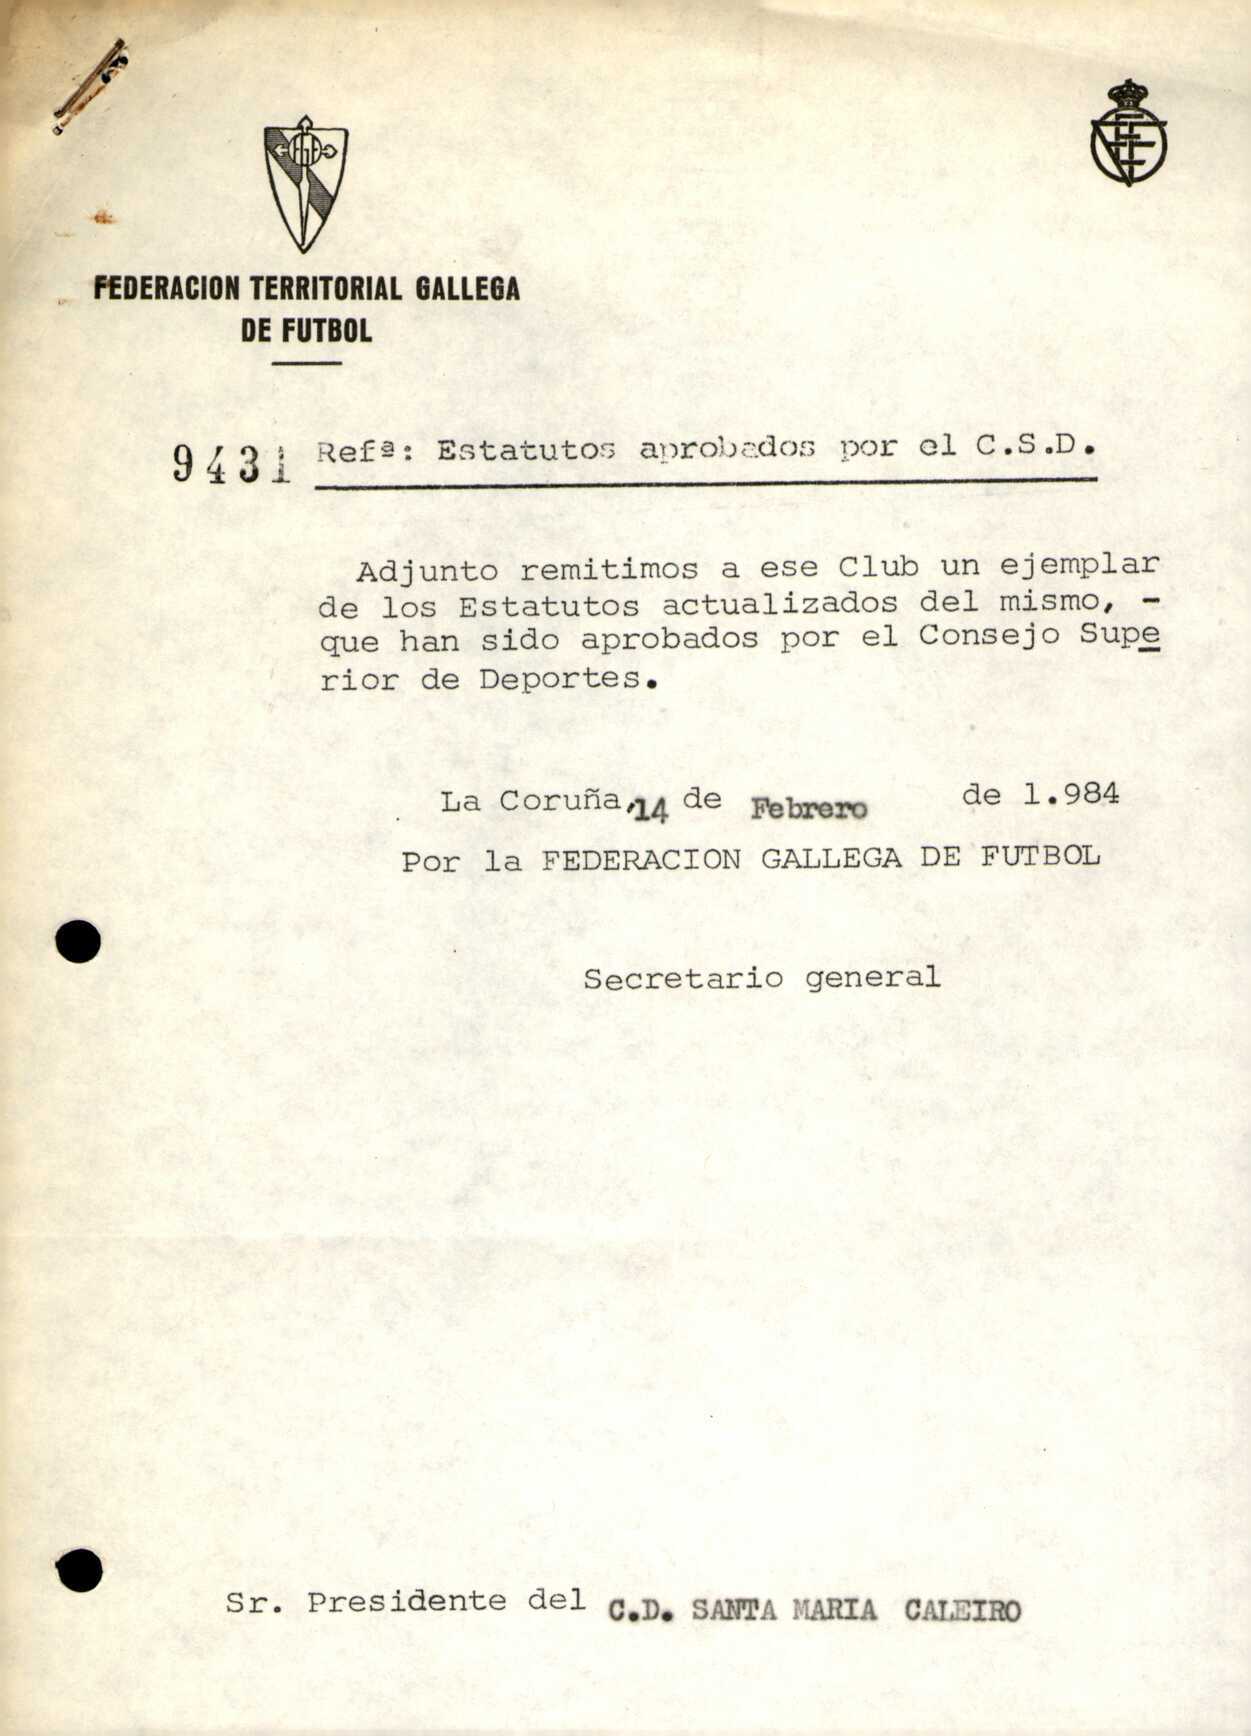 FGF
FEDERACION TERRITORIAL GALLEGA
DE FUTBOL
9431 Refª: Estatutos aprobados por el C.S.D.
Adjunto remitimos a ese Club un ejemplar
de los Estatutos actualizados del mismo, -
que han sido aprobados por el Consejo Supe
rior de Deportes.
La Coruña, 14 de Febrero de 1.984
Por la FEDERACION GALLEGA DE FUTBOL
Secretario general
Sr. Presidente del C.D. SANTA MARIA CALEIRO